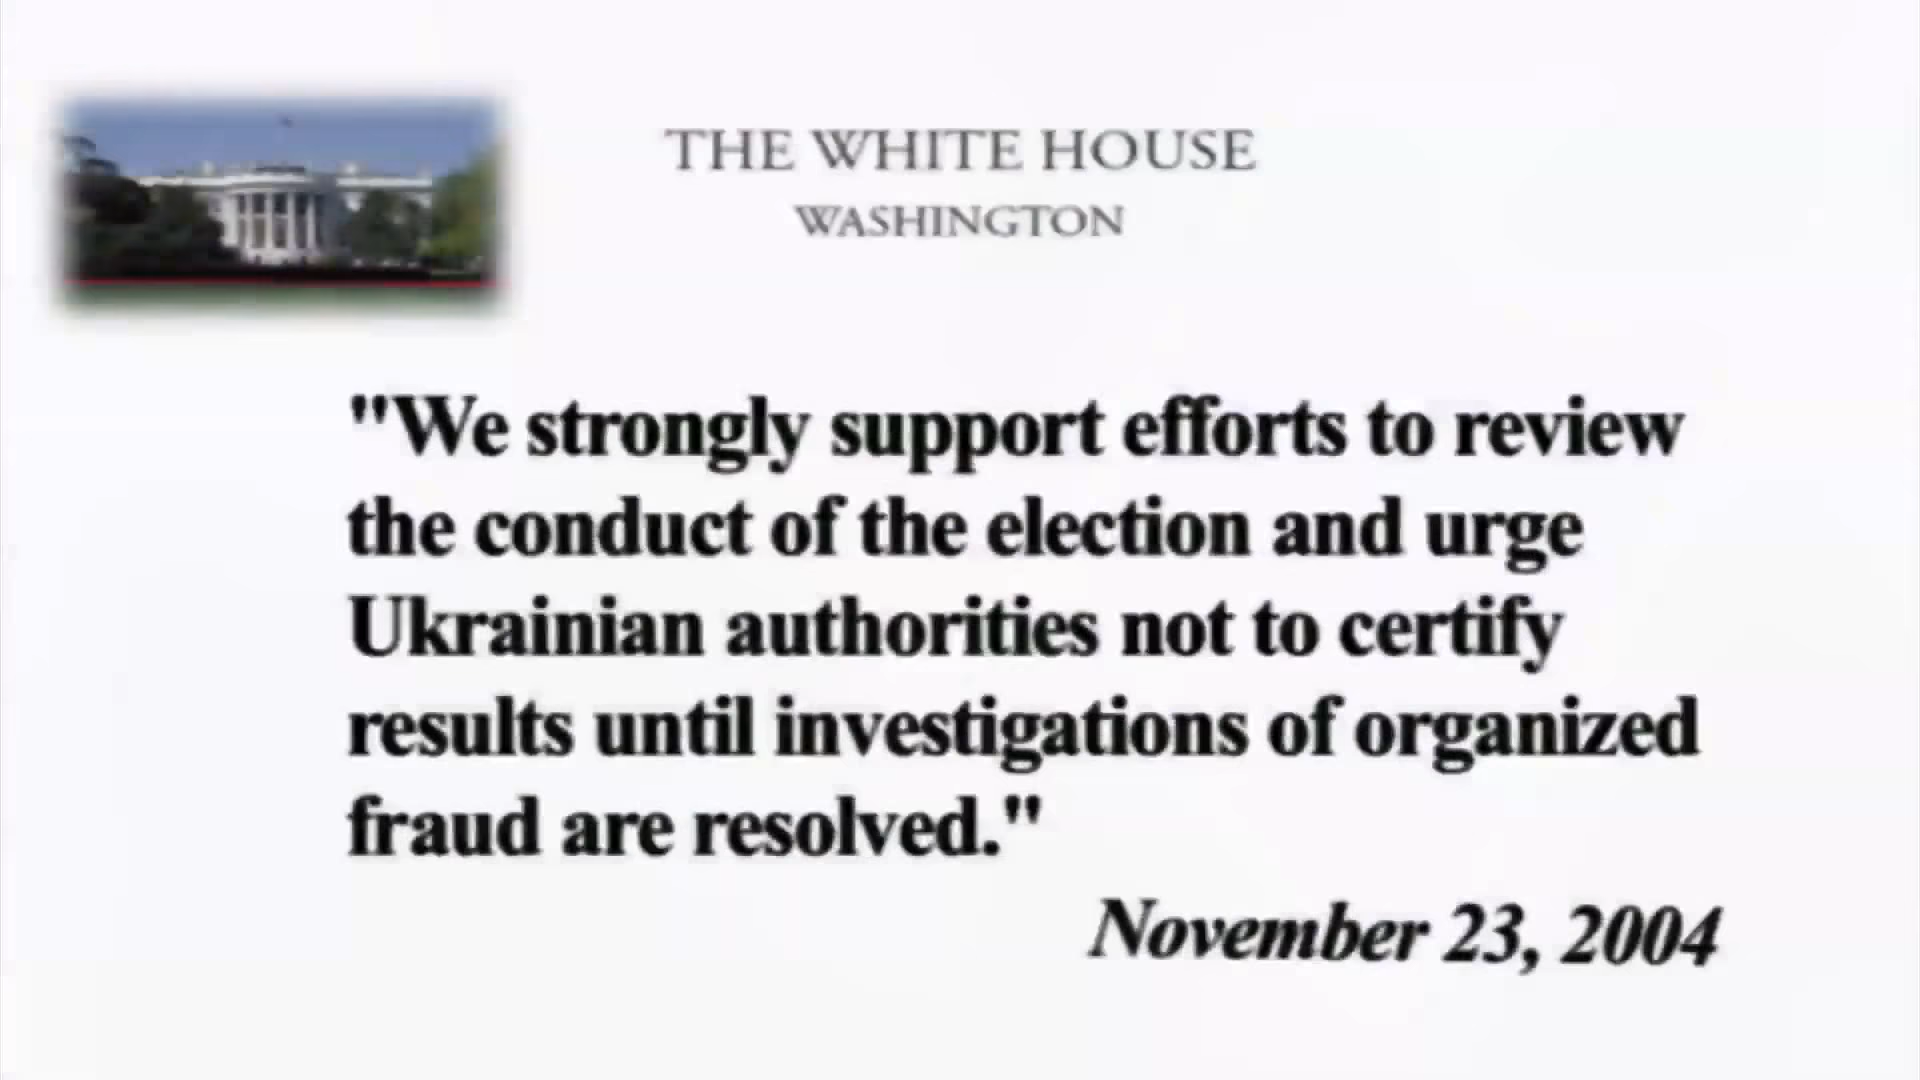 THE WHITE HOUSE
WASHINGTON
"We strongly support efforts to review
the conduct of the election and urge
Ukrainian authorities not to certify
results until investigations of organized
fraud are resolved."
November 23, 2004